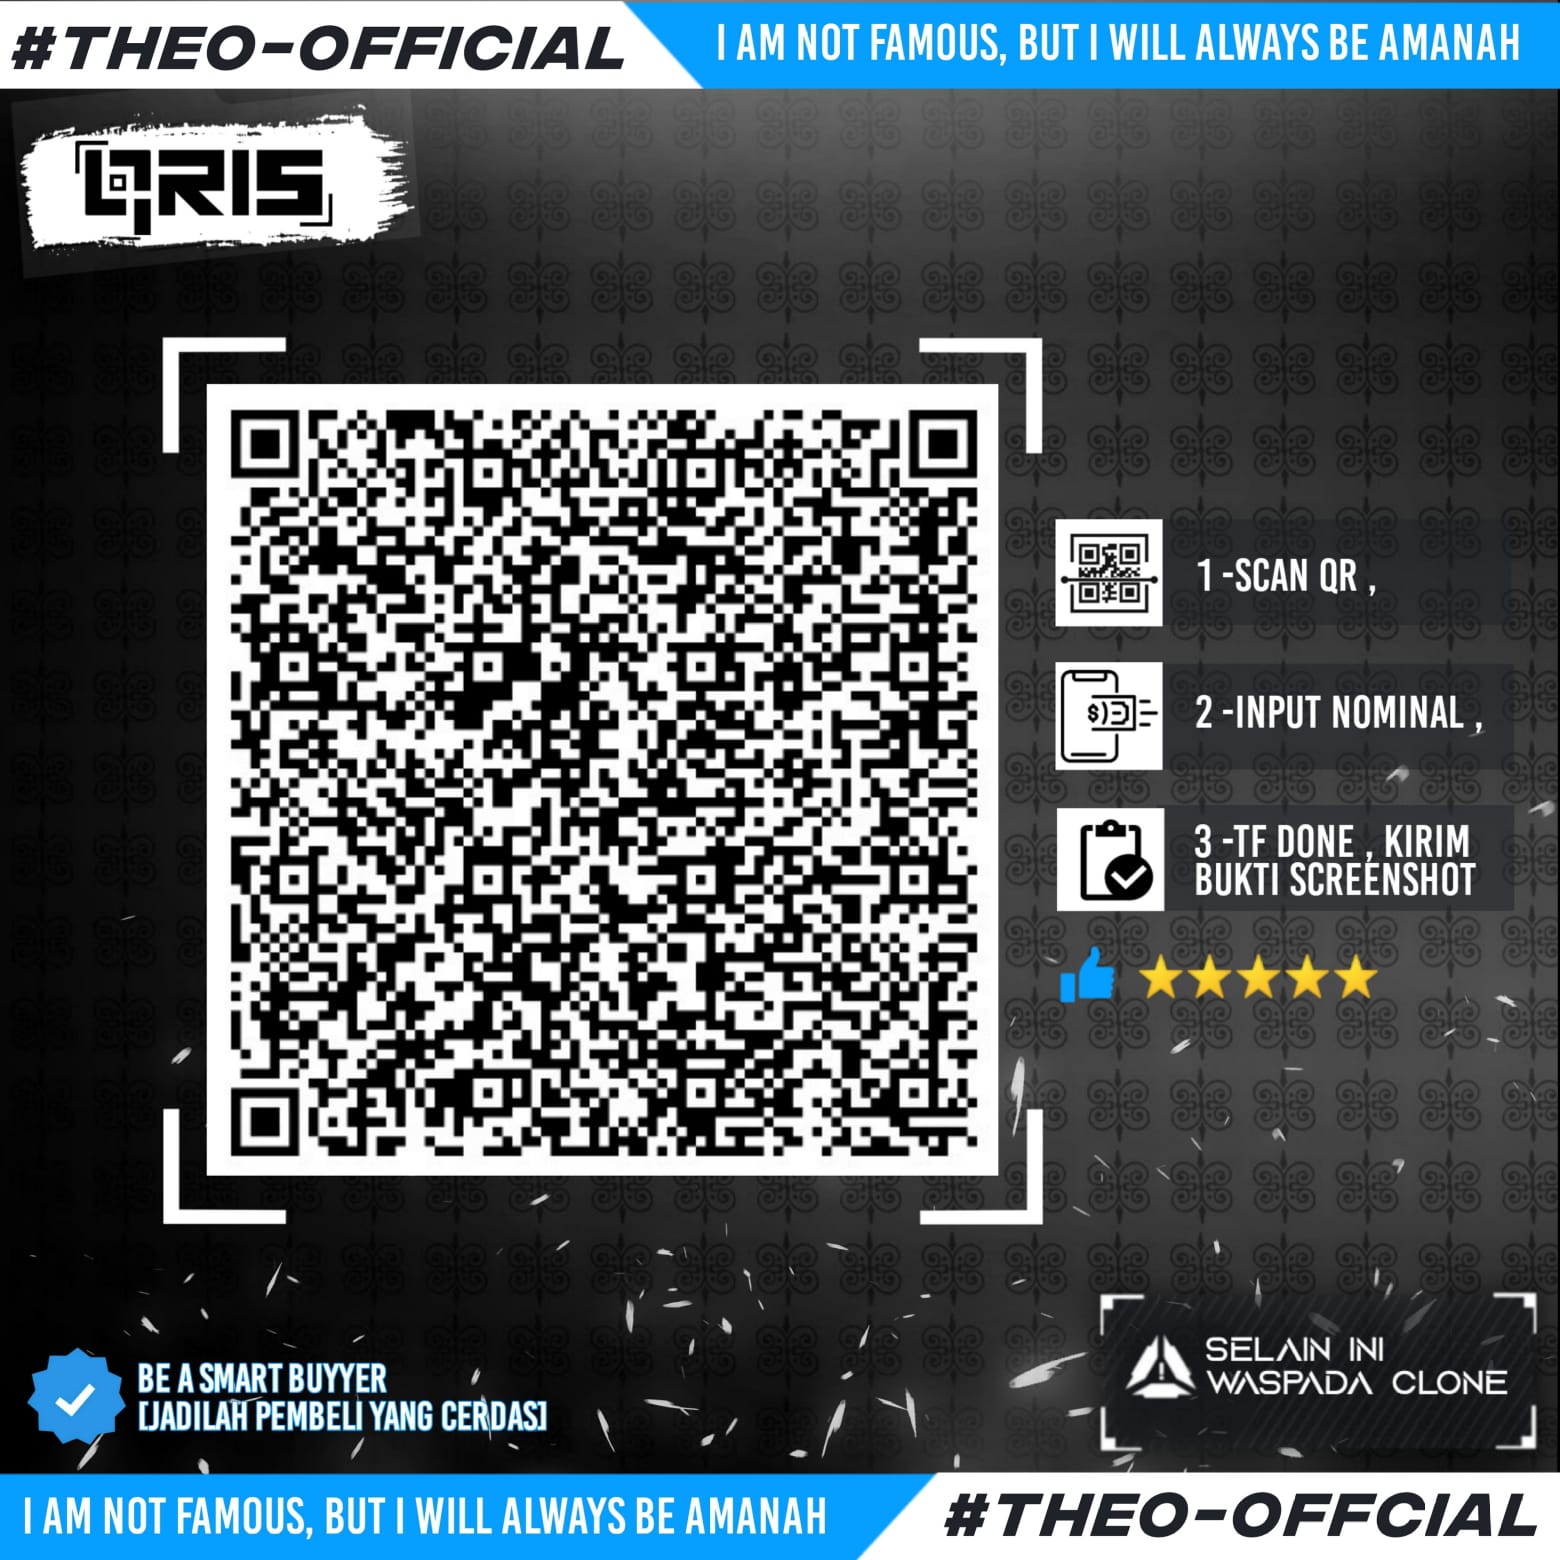 #THEO-OFFICIAL
I AM NOT FAMOUS, BUT I WILL ALWAYS BE AMANAH
QRIS
1 -SCAN QR ,
2 -INPUT NOMINAL ,
3 -TF DONE , KIRIM
BUKTI SCREENSHOT
BE A SMART BUYYER
[JADILAH PEMBELI YANG CERDAS]
SELAIN INI
WASPADA CLONE
I AM NOT FAMOUS, BUT I WILL ALWAYS BE AMANAH
#THEO-OFFCIAL